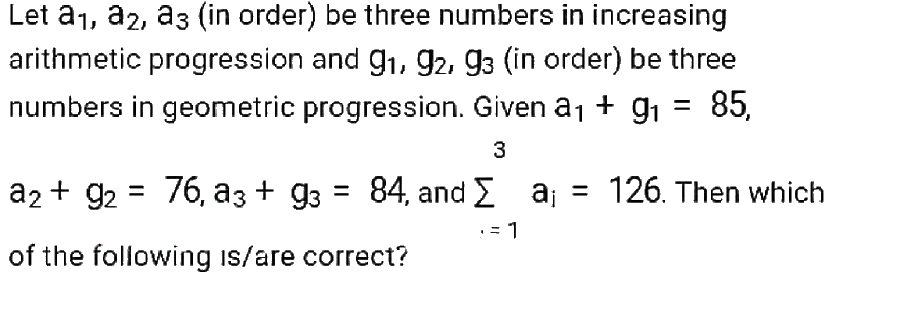 Let a₁, a₂, a₃ (in order) be three numbers in increasing
arithmetic progression and g₁, g₂, g₃ (in order) be three
numbers in geometric progression. Given a₁ + g₁ = 85,
3
a₂ + g₂ = 76, a₃ + g₃ = 84, and Σ aᵢ = 126. Then which
· = 1
of the following is/are correct?